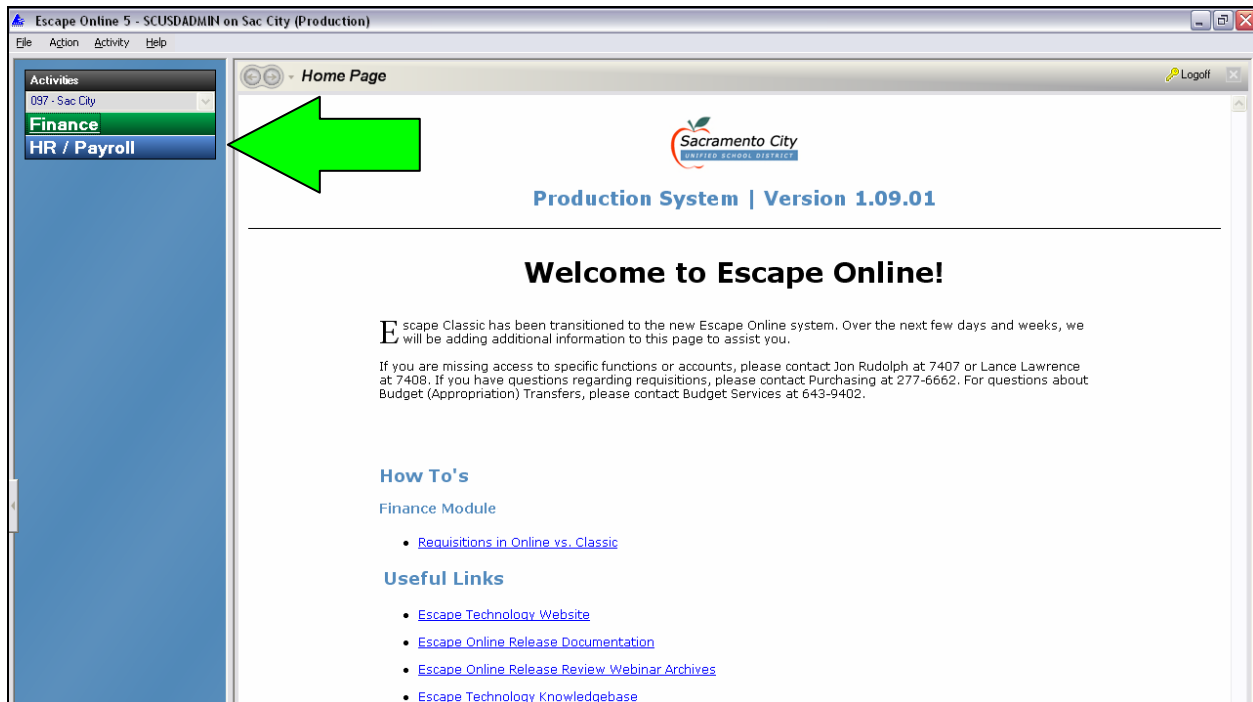 Escape Online 5 - SCUSDADMIN on Sac City (Production)
File Action Activity Help
Activities
097 - Sac City
Finance
HR / Payroll
Home Page
Logoff
Sacramento City
UNIFIED SCHOOL DISTRICT
Production System | Version 1.09.01
Welcome to Escape Online!
Escape Classic has been transitioned to the new Escape Online system. Over the next few days and weeks, we
will be adding additional information to this page to assist you.
If you are missing access to specific functions or accounts, please contact Jon Rudolph at 7407 or Lance Lawrence
at 7408. If you have questions regarding requisitions, please contact Purchasing at 277-6662. For questions about
Budget (Appropriation) Transfers, please contact Budget Services at 643-9402.
How To's
Finance Module
• Requisitions in Online vs. Classic
Useful Links
• Escape Technology Website
• Escape Online Release Documentation
• Escape Online Release Review Webinar Archives
• Escape Technology Knowledgebase